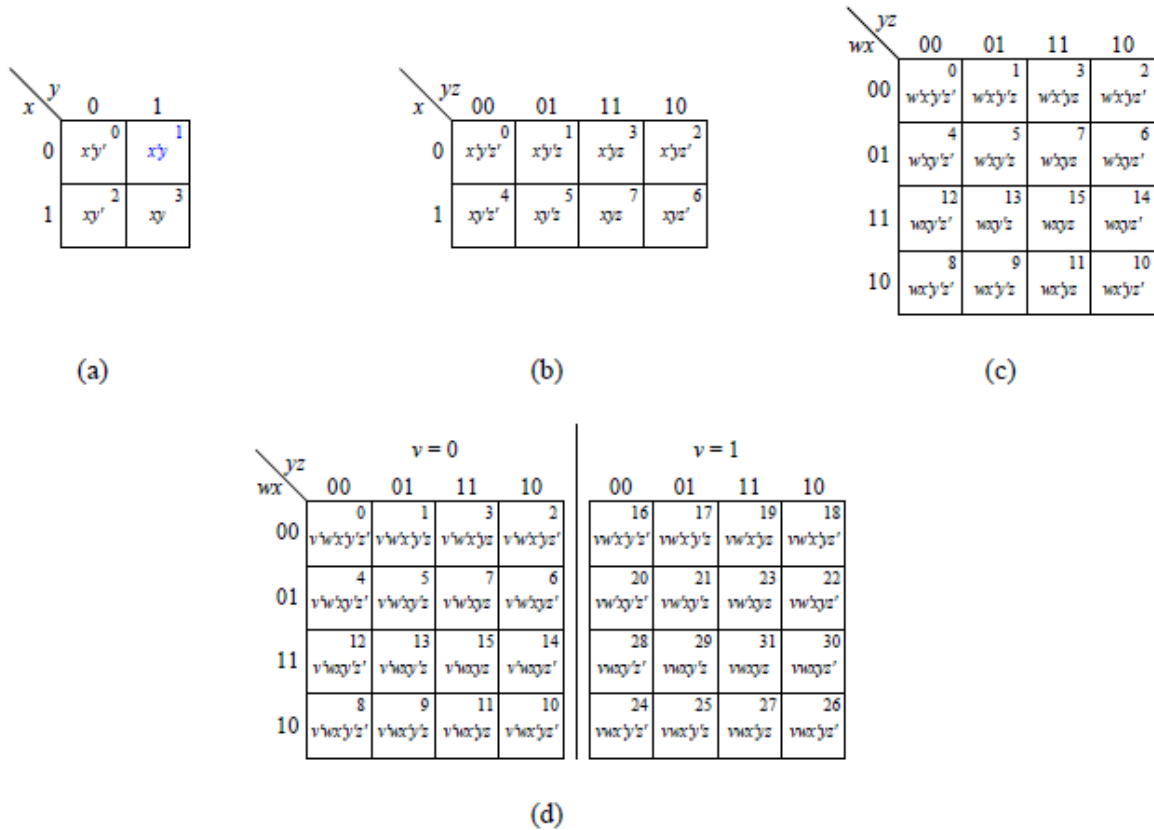 y
x 0 1
0 1
0 x'y' x'y
2 3
1 xy' xy
(a)
yz
x 00 01 11 10
0 1 3 2
0 x'y'z' x'y'z x'yz x'yz'
4 5 7 6
1 xy'z' xy'z xyz xyz'
(b)
yz
wx 00 01 11 10
0 1 3 2
00 w'x'y'z' w'x'y'z w'x'yz w'x'yz'
4 5 7 6
01 w'xy'z' w'xy'z w'xyz w'xyz'
12 13 15 14
11 wxy'z' wxy'z wxyz wxyz'
8 9 11 10
10 wx'y'z' wx'y'z wx'yz wx'yz'
(c)
v = 0 v = 1
yz
wx 00 01 11 10 00 01 11 10
0 1 3 2 16 17 19 18
00 v'w'x'y'z' v'w'x'y'z v'w'x'yz v'w'x'yz' vw'x'y'z' vw'x'y'z vw'x'yz vw'x'yz'
4 5 7 6 20 21 23 22
01 v'w'xy'z' v'w'xy'z v'w'xyz v'w'xyz' vw'xy'z' vw'xy'z vw'xyz vw'xyz'
12 13 15 14 28 29 31 30
11 v'wxy'z' v'wxy'z v'wxyz v'wxyz' vwxy'z' vwxy'z vwxyz vwxyz'
8 9 11 10 24 25 27 26
10 v'wx'y'z' v'wx'y'z v'wx'yz v'wx'yz' vwx'y'z' vwx'y'z vwx'yz vwx'yz'
(d)